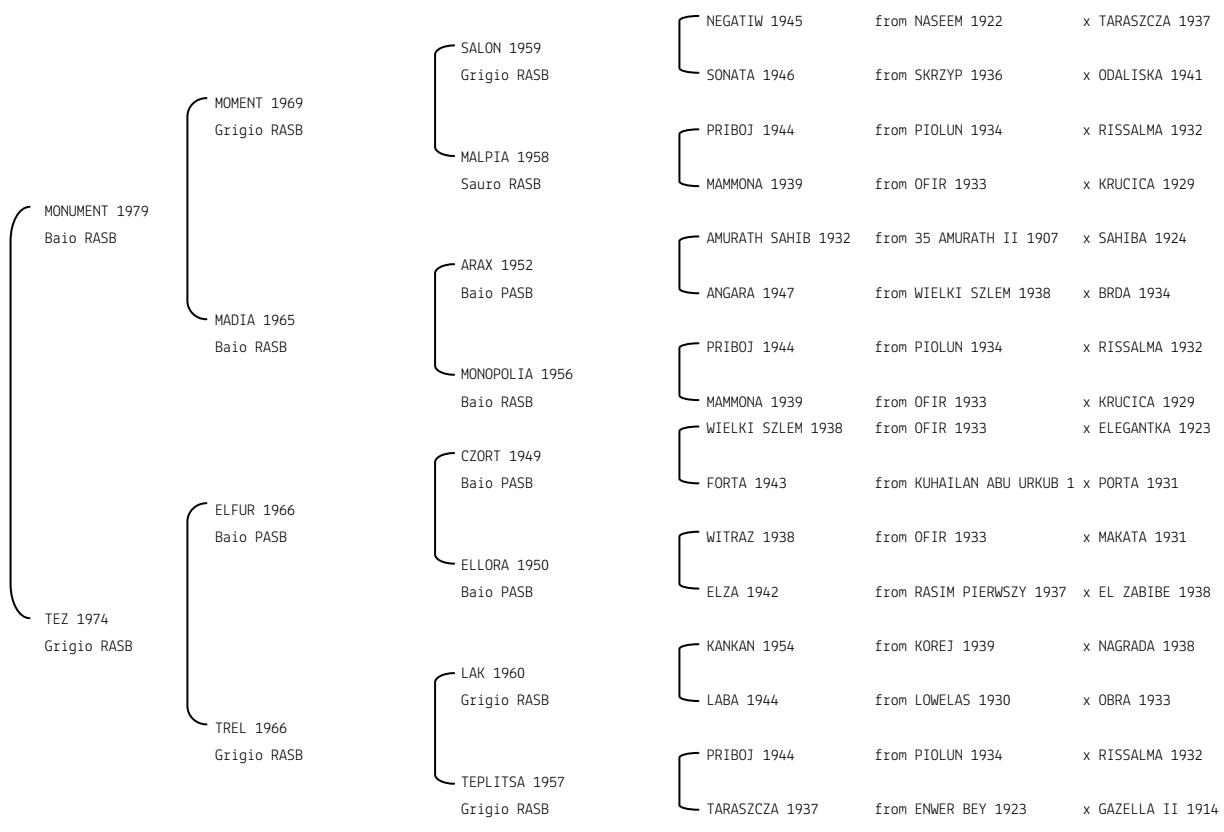 NEGATIW 1945 from NASEEM 1922 x TARASZCZA 1937
SALON 1959
Grigio RASB SONATA 1946 from SKRZYP 1936 x ODALISKA 1941
MOMENT 1969
Grigio RASB PRIBOJ 1944 from PIOLUN 1934 x RISSALMA 1932
MALPIA 1958
Sauro RASB MAMMONA 1939 from OFIR 1933 x KRUCICA 1929
MONUMENT 1979
Baio RASB AMURATH SAHIB 1932 from 35 AMURATH II 1907 x SAHIBA 1924
ARAX 1952
Baio PASB ANGARA 1947 from WIELKI SZLEM 1938 x BRDA 1934
MADIA 1965
Baio RASB PRIBOJ 1944 from PIOLUN 1934 x RISSALMA 1932
MONOPOLIA 1956
Baio RASB MAMMONA 1939 from OFIR 1933 x KRUCICA 1929
WIELKI SZLEM 1938 from OFIR 1933 x ELEGANTKA 1923
CZORT 1949
Baio PASB FORTA 1943 from KUHAILAN ABU URKUB 1 x PORTA 1931
ELFUR 1966
Baio PASB WITRAZ 1938 from OFIR 1933 x MAKATA 1931
ELLORA 1950
Baio PASB ELZA 1942 from RASIM PIERWSZY 1937 x EL ZABIBE 1938
TEZ 1974
Grigio RASB KANKAN 1954 from KOREJ 1939 x NAGRADA 1938
LAK 1960
Grigio RASB LABA 1944 from LOWELAS 1930 x OBRA 1933
TREL 1966
Grigio RASB PRIBOJ 1944 from PIOLUN 1934 x RISSALMA 1932
TEPLITSA 1957
Grigio RASB TARASZCZA 1937 from ENWER BEY 1923 x GAZELLA II 1914